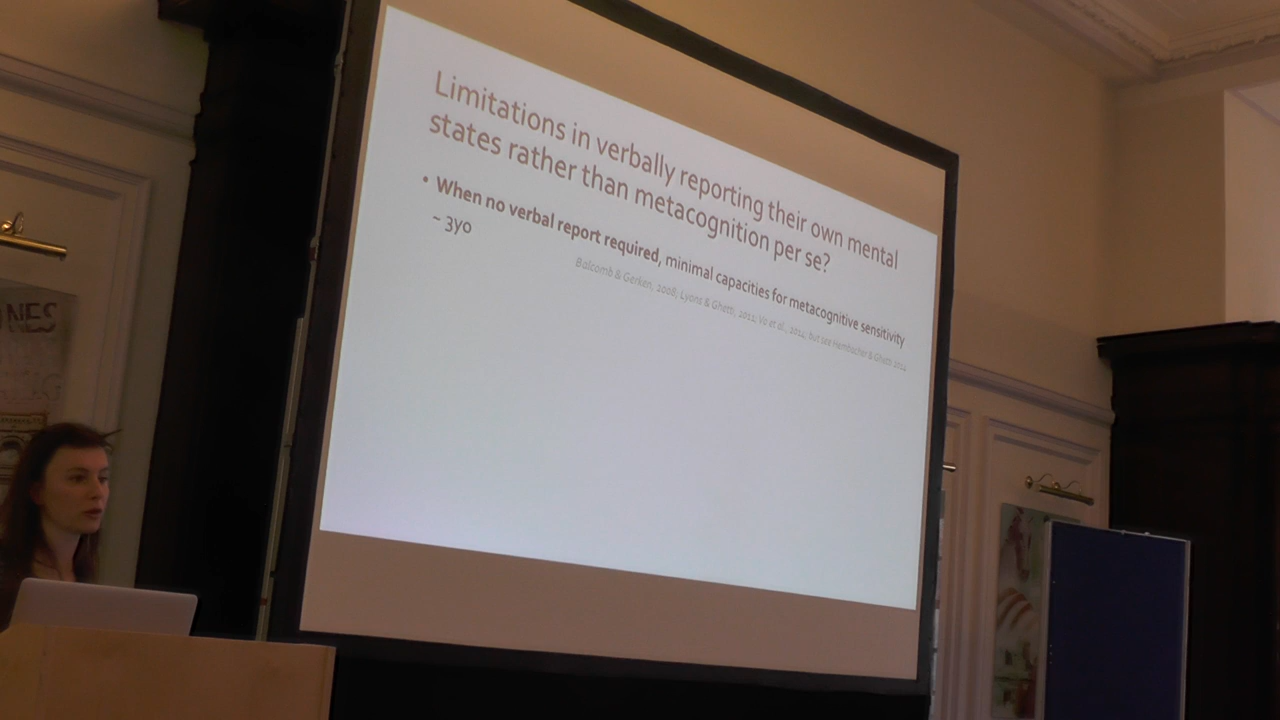 Limitations in verbally reporting their own mental
states rather than metacognition per se?
• When no verbal report required, minimal capacities for metacognitive sensitivity
~ 3yo
Balcomb & Gerken, 2008; Lyons & Ghetti, 2011; Vo et al., 2014; but see Hembacher & Ghetti 2014
NES